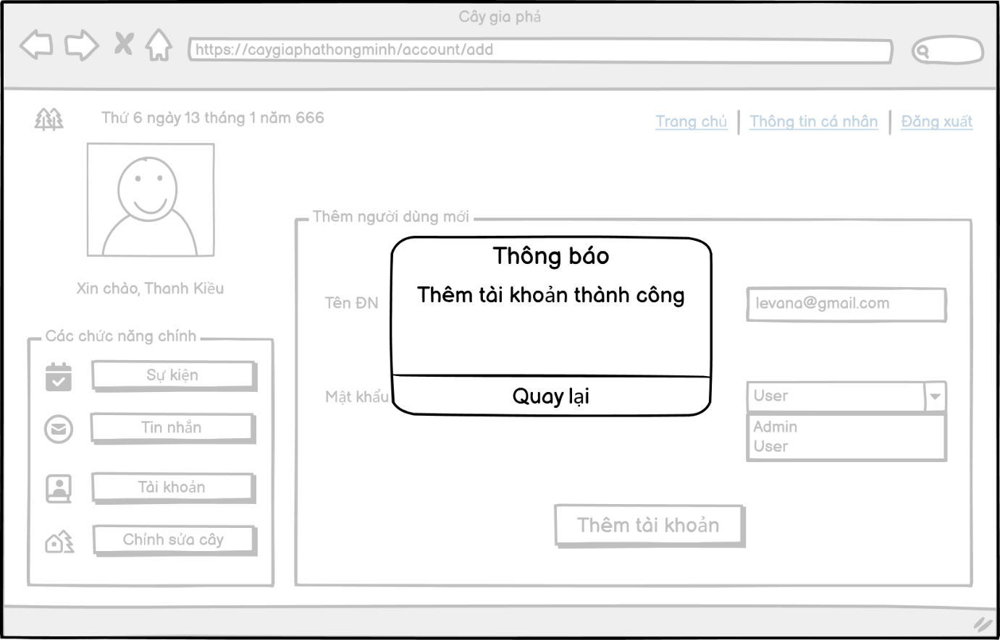 Cây gia phả
https://caygiaphathongminh/account/add
Thứ 6 ngày 13 tháng 1 năm 666
Trang chủ
Thông tin cá nhân
Đăng xuất
Xin chào, Thanh Kiều
Các chức năng chính
Sự kiện
Tin nhắn
Tài khoản
Chỉnh sửa cây
Thêm người dùng mới
Tên ĐN
levana@gmail.com
Mật khẩu
User
Admin
User
Thêm tài khoản
Thông báo
Thêm tài khoản thành công
Quay lại